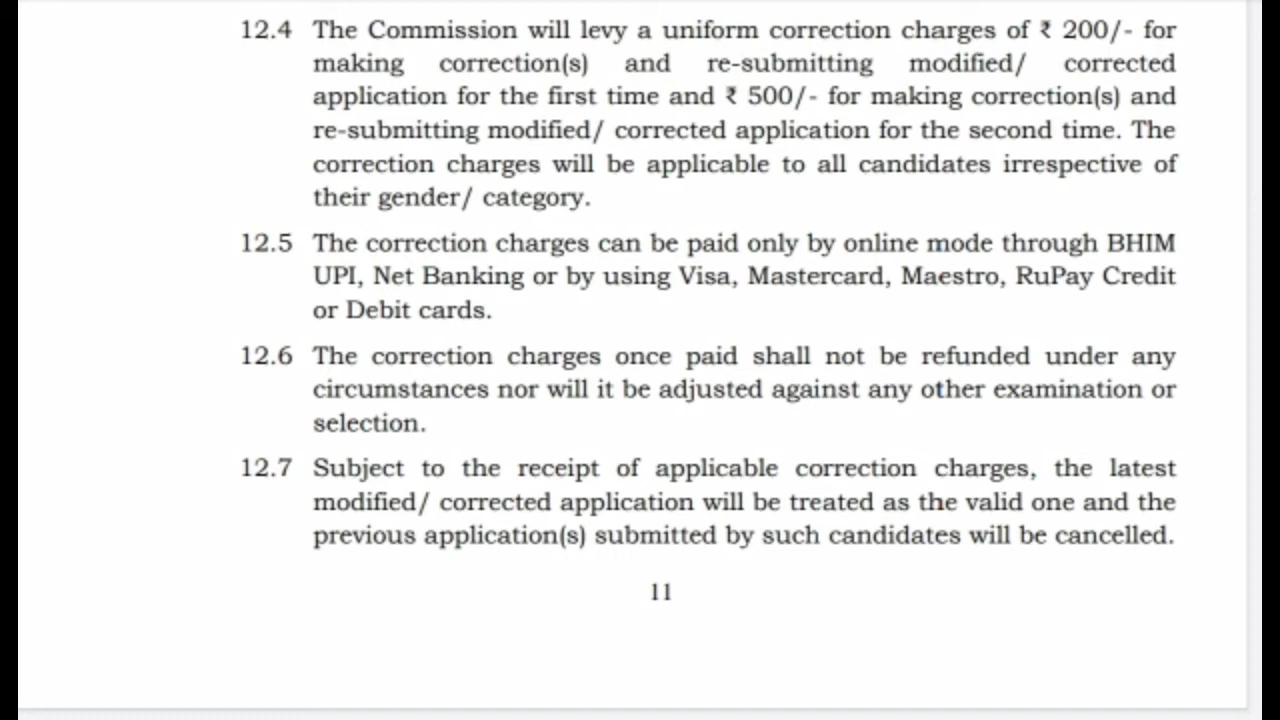 12.4 The Commission will levy a uniform correction charges of ₹ 200/- for
making correction(s) and re-submitting modified/ corrected
application for the first time and ₹ 500/- for making correction(s) and
re-submitting modified/ corrected application for the second time. The
correction charges will be applicable to all candidates irrespective of
their gender/ category.
12.5 The correction charges can be paid only by online mode through BHIM
UPI, Net Banking or by using Visa, Mastercard, Maestro, RuPay Credit
or Debit cards.
12.6 The correction charges once paid shall not be refunded under any
circumstances nor will it be adjusted against any other examination or
selection.
12.7 Subject to the receipt of applicable correction charges, the latest
modified/ corrected application will be treated as the valid one and the
previous application(s) submitted by such candidates will be cancelled.
11